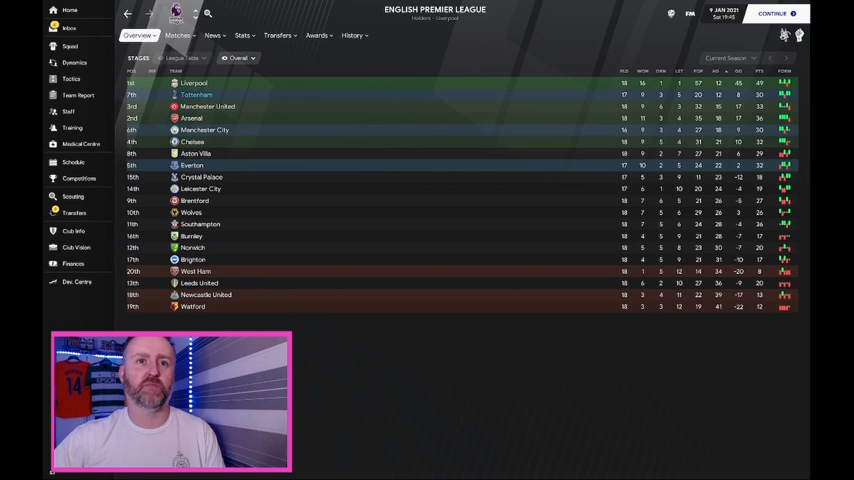 Home
ENGLISH PREMIER LEAGUE
Holders - Liverpool
FM
9 JAN 2021
Sat 19:45
CONTINUE
Inbox
Overview Matches News Stats Transfers Awards History
Squad
STAGES League Table Overall Current Season
Dynamics
POS INF TEAM PLD WON DRN LST FOR AG GD PTS FORM
Tactics
1st Liverpool 18 16 1 1 57 12 45 49
Team Report
7th Tottenham 17 9 3 5 20 12 8 30
3rd Manchester United 18 9 6 3 32 15 17 33
Staff
2nd Arsenal 18 11 3 4 35 18 17 36
Training
6th Manchester City 16 9 3 4 27 18 9 30
Medical Centre
4th Chelsea 18 9 5 4 31 21 10 32
8th Aston Villa 18 9 2 7 27 21 6 29
Schedule
5th Everton 17 10 2 5 24 22 2 32
Competitions
15th Crystal Palace 17 5 3 9 11 23 -12 18
14th Leicester City 17 6 1 10 20 24 -4 19
Scouting
9th Brentford 18 7 6 5 21 26 -5 27
Transfers
10th Wolves 18 7 5 6 29 26 3 26
11th Southampton 18 7 5 6 24 28 -4 26
Club Info
16th Burnley 18 4 5 9 21 28 -7 17
Club Vision
12th Norwich 18 5 5 8 23 30 -7 20
Finances
17th Brighton 18 4 5 9 21 31 -10 17
20th West Ham 18 1 5 12 14 34 -20 8
Dev. Centre
13th Leeds United 18 6 2 10 27 36 -9 20
18th Newcastle United 18 3 4 11 22 39 -17 13
19th Watford 18 3 3 12 19 41 -22 12
14
EPSON